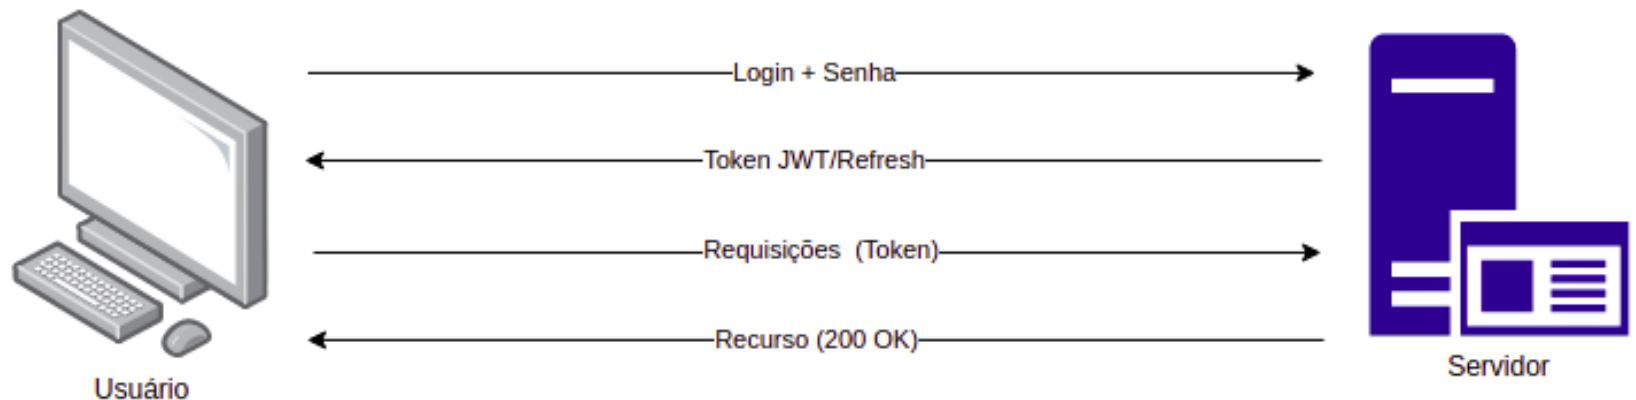 Login + Senha
Token JWT/Refresh
Requisições  (Token)
Recurso (200 OK)
Usuário
Servidor